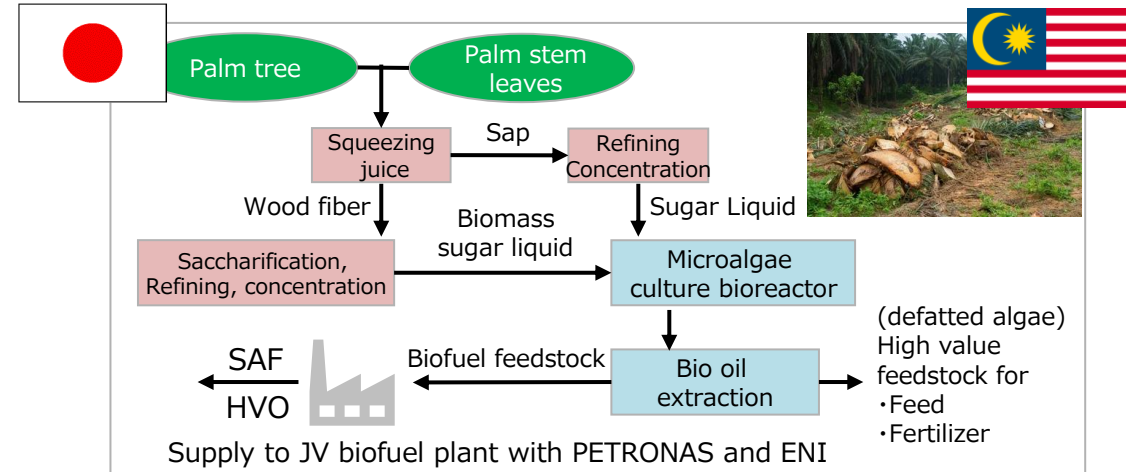 Palm tree
Palm stem
leaves
Squeezing
juice
Sap
Refining
Concentration
Wood fiber
Biomass
sugar liquid
Sugar Liquid
Saccharification,
Refining, concentration
Microalgae
culture bioreactor
(defatted algae)
High value
feedstock for
・Feed
・Fertilizer
SAF
HVO
Biofuel feedstock
Bio oil
extraction
Supply to JV biofuel plant with PETRONAS and ENI